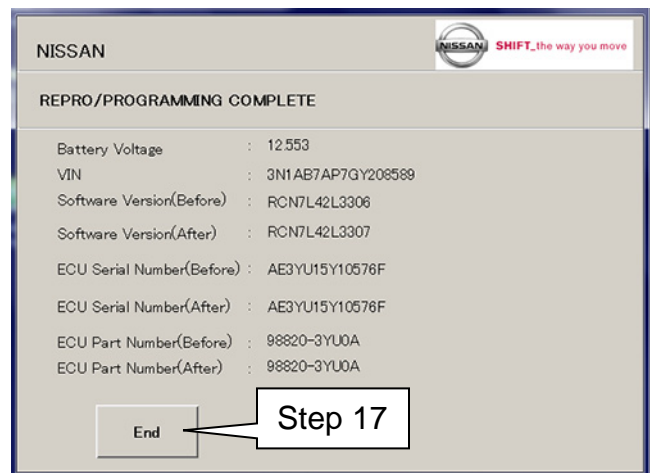 NISSAN
NISSAN SHIFT_the way you move
REPRO/PROGRAMMING COMPLETE
Battery Voltage : 12.553
VIN : 3N1AB7AP7GY208589
Software Version(Before) : RCN7L42L3306
Software Version(After) : RCN7L42L3307
ECU Serial Number(Before) : AE3YU15Y10576F
ECU Serial Number(After) : AE3YU15Y10576F
ECU Part Number(Before) : 98820-3YU0A
ECU Part Number(After) : 98820-3YU0A
End
Step 17